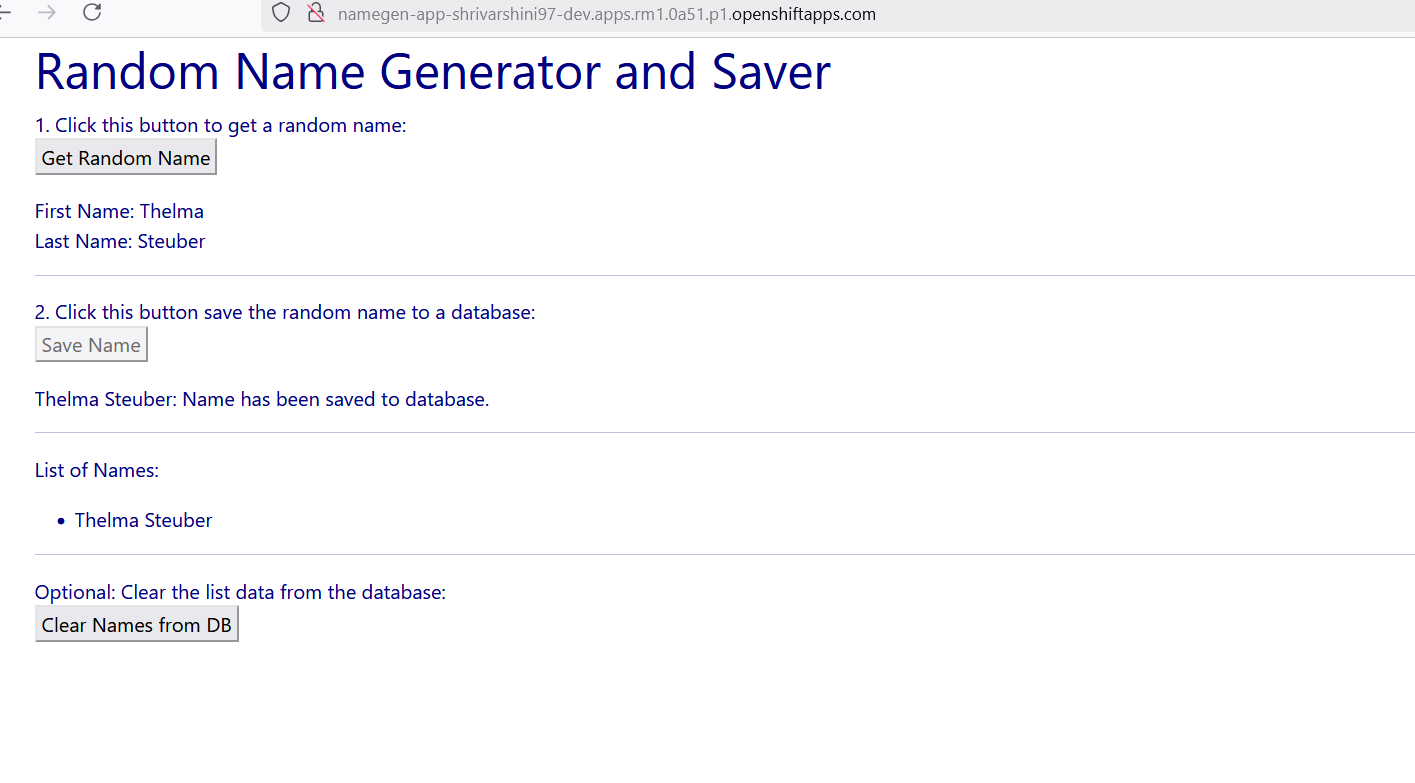 namegen-app-shrivarshini97-dev.apps.rm1.0a51.p1.openshiftapps.com
Random Name Generator and Saver
1. Click this button to get a random name:
Get Random Name
First Name: Thelma
Last Name: Steuber
2. Click this button save the random name to a database:
Save Name
Thelma Steuber: Name has been saved to database.
List of Names:
• Thelma Steuber
Optional: Clear the list data from the database:
Clear Names from DB